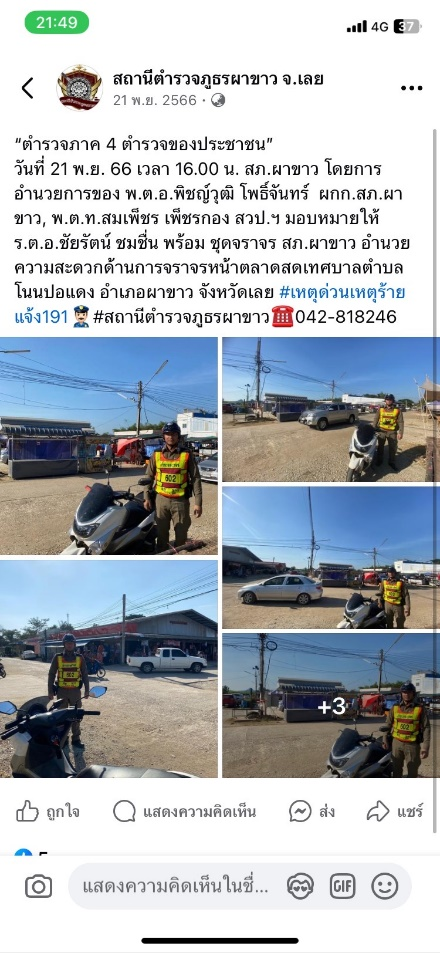 21:49
4G
37
สถานีตำรวจภูธรผาขาว จ.เลย
21 พ.ย. 2566
“ตำรวจภาค 4 ตำรวจของประชาชน”
วันที่ 21 พ.ย. 66 เวลา 16.00 น. สภ.ผาขาว โดยการ
อำนวยการของ พ.ต.อ.พิชญ์วุฒิ โพธิ์จันทร์ ผกก.สภ.ผา
ขาว, พ.ต.ท.สมเพ็ชร เพ็ชรกอง สวป.ฯ มอบหมายให้
ร.ต.อ.ชัยรัตน์ ชมชื่น พร้อม ชุดจราจร สภ.ผาขาว อำนวย
ความสะดวกด้านการจราจรหน้าตลาดสดเทศบาลตำบล
โนนปอแดง อำเภอผาขาว จังหวัดเลย #เหตุด่วนเหตุร้าย
แจ้ง191👮🏻#สถานีตำรวจภูธรผาขาว☎️042-818246
602
+3
ถูกใจ
แสดงความคิดเห็น
ส่ง
แชร์
แสดงความคิดเห็นในชื่...
GIF